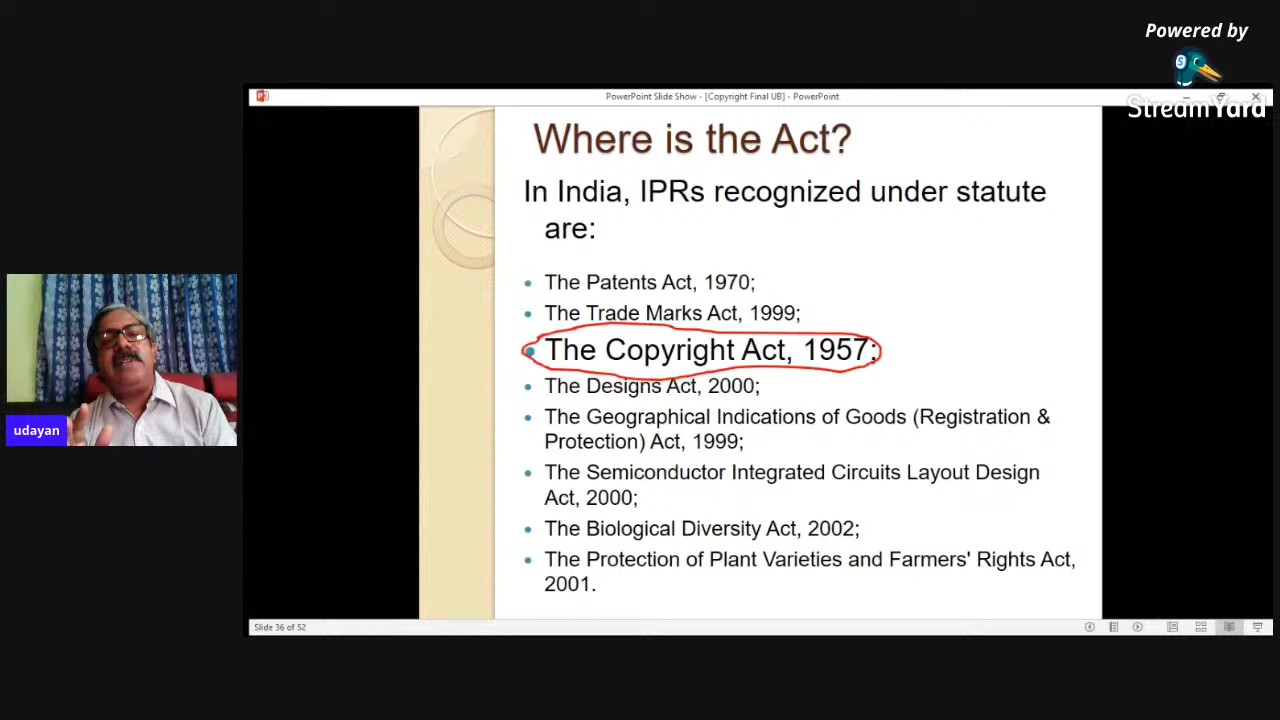 Powered by
StreamYard
PowerPoint Slide Show - [Copyright Final UB] - PowerPoint
Where is the Act?
In India, IPRs recognized under statute
are:
• The Patents Act, 1970;
• The Trade Marks Act, 1999;
• The Copyright Act, 1957;
• The Designs Act, 2000;
• The Geographical Indications of Goods (Registration &
Protection) Act, 1999;
• The Semiconductor Integrated Circuits Layout Design
Act, 2000;
• The Biological Diversity Act, 2002;
• The Protection of Plant Varieties and Farmers' Rights Act,
2001.
udayan
Slide 36 of 52